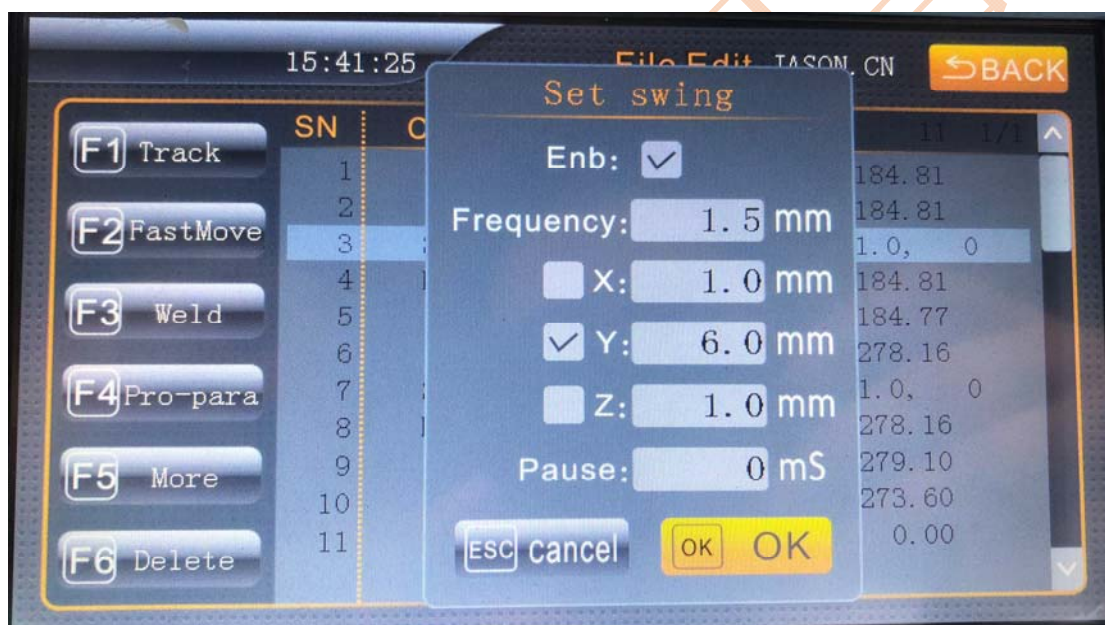 15:41:25 File Edit JASON.CN BACK
Set swing
SN 11 1/1
F1 Track
Enb:
1 184.81
2 184.81
F2 FastMove
Frequency: 1.5 mm
3 1.0, 0
4 184.81
X: 1.0 mm
F3 Weld
5 184.77
Y: 6.0 mm
6 278.16
F4 Pro-para
7 1.0, 0
Z: 1.0 mm
8 278.16
9 279.10
F5 More
Pause: 0 mS
10 273.60
11 0.00
F6 Delete
ESC cancel OK OK